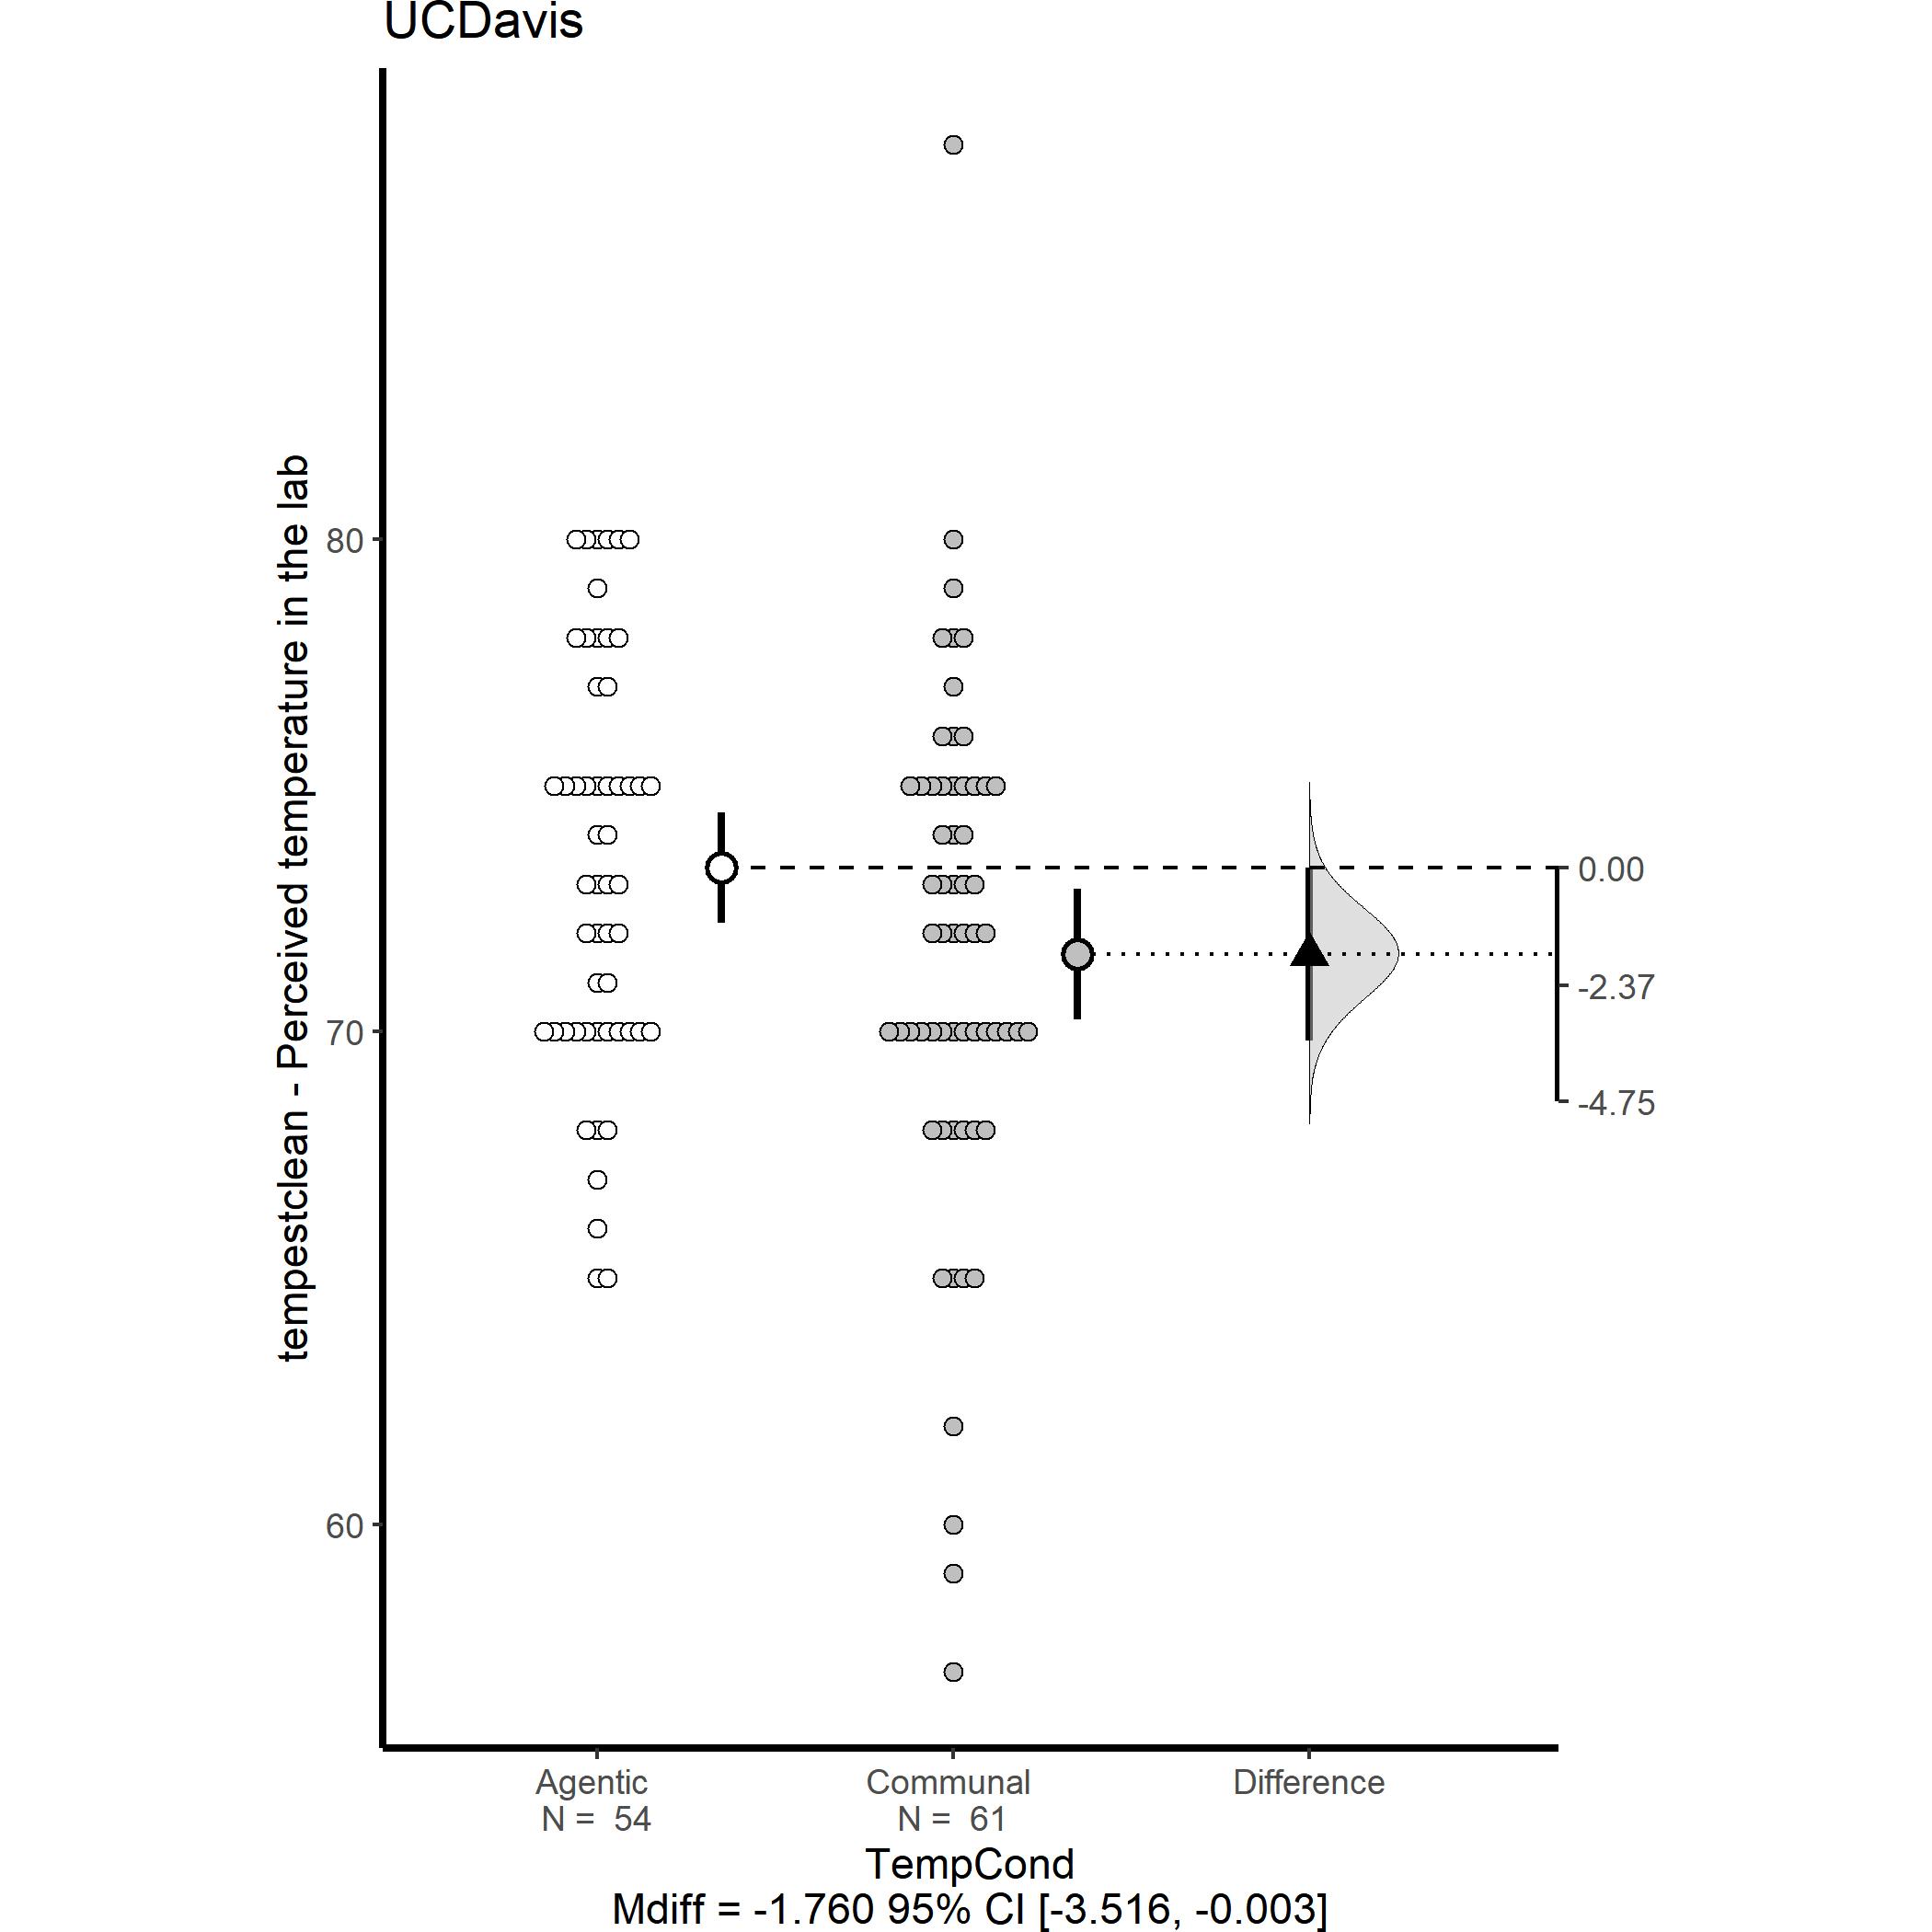 UCDavis
tempestclean - Perceived temperature in the lab
80
70
60
0.00
-2.37
-4.75
Agentic
N =  54
Communal
N =  61
Difference
TempCond
Mdiff = -1.760 95% CI [-3.516, -0.003]